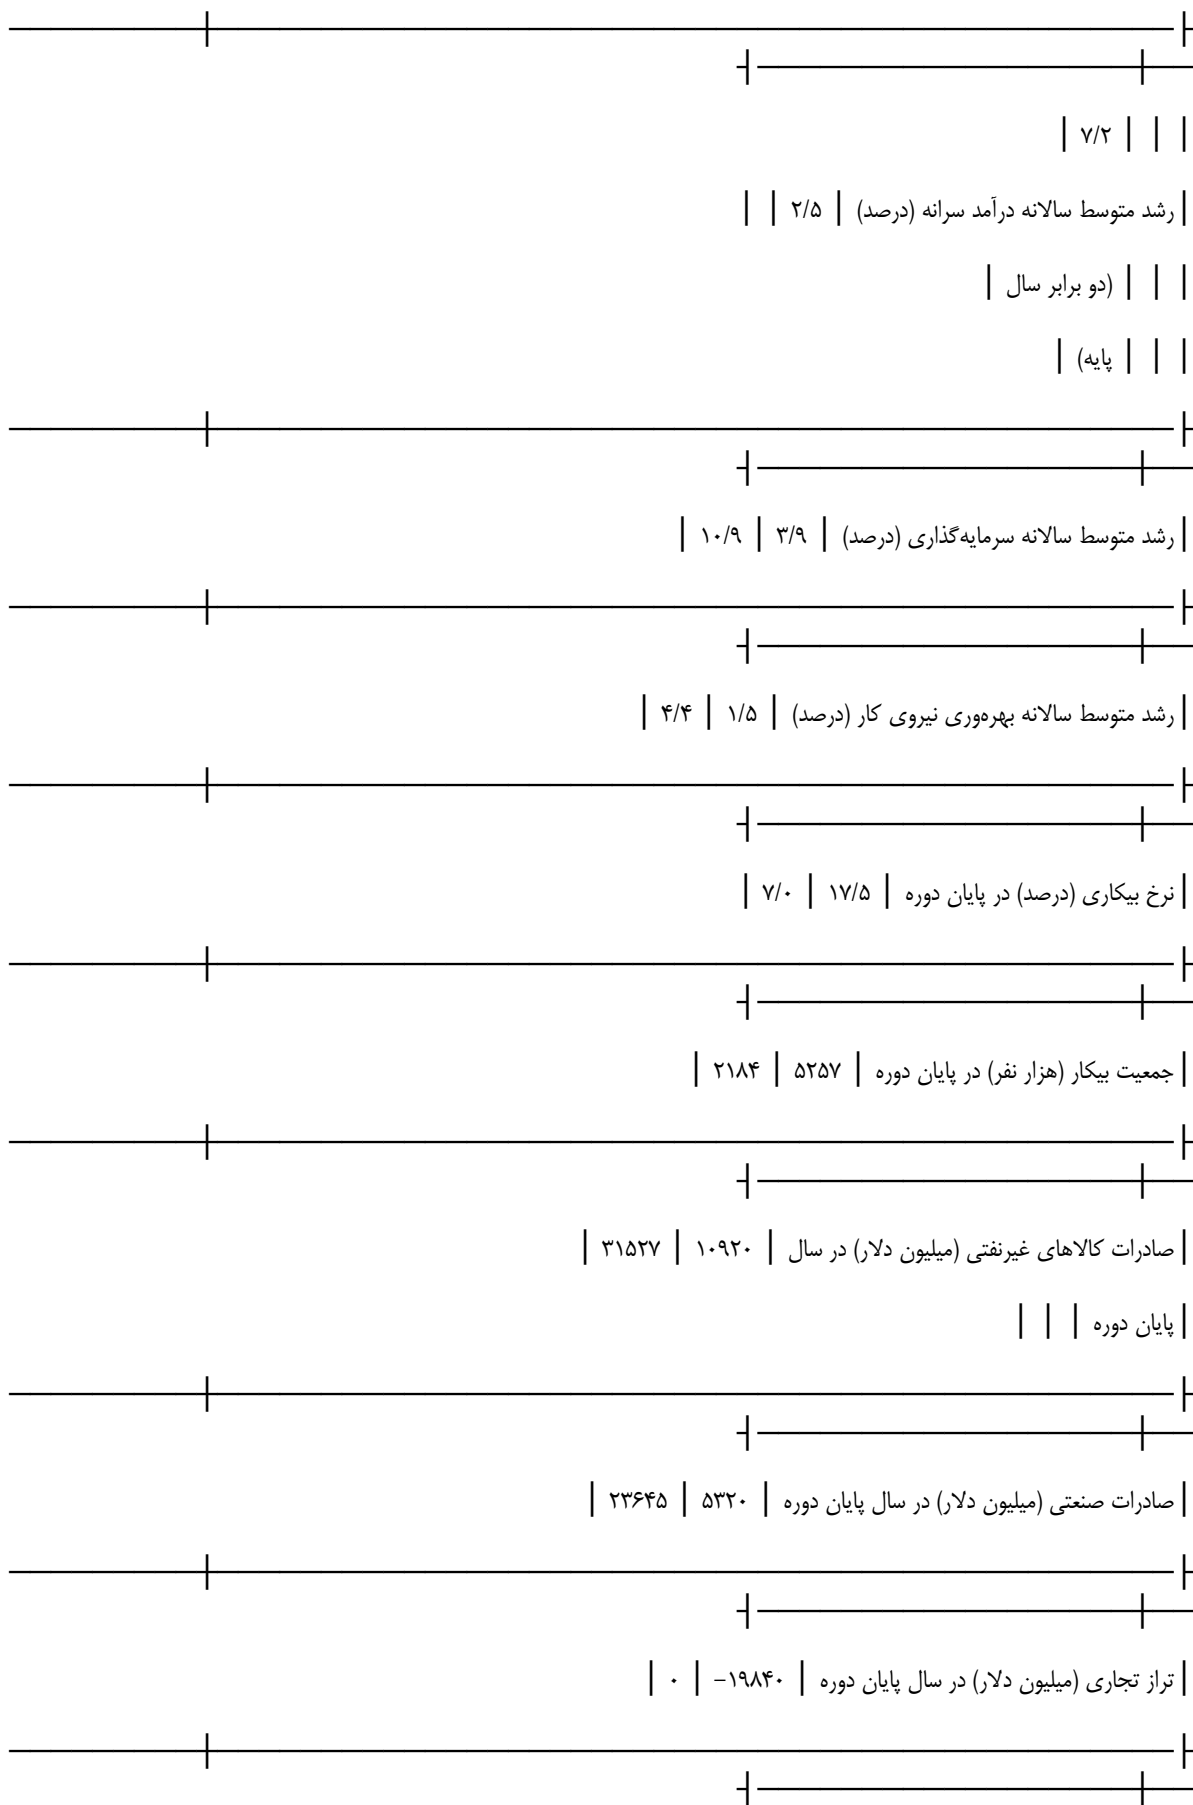 ├────────────────────────┼────
────┼─────────┤
| | | ۷/۲ |
| رشد متوسط سالانه درآمد سرانه (درصد) | ۲/۵ | |
| | | (دو برابر سال |
| | | پایه) |
├────────────────────────┼────
────┼─────────┤
| رشد متوسط سالانه سرمایه‌گذاری (درصد) | ۳/۹ | ۱۰/۹ |
├────────────────────────┼────
────┼─────────┤
| رشد متوسط سالانه بهره‌وری نیروی کار (درصد) | ۱/۵ | ۴/۴ |
├────────────────────────┼────
────┼─────────┤
| نرخ بیکاری (درصد) در پایان دوره | ۱۷/۵ | ۷/۰ |
├────────────────────────┼────
────┼─────────┤
| جمعیت بیکار (هزار نفر) در پایان دوره | ۵۲۵۷ | ۲۱۸۴ |
├────────────────────────┼────
────┼─────────┤
| صادرات کالاهای غیرنفتی (میلیون دلار) در سال | ۱۰۹۲۰ | ۳۱۵۲۷ |
| پایان دوره | | |
├────────────────────────┼────
────┼─────────┤
| صادرات صنعتی (میلیون دلار) در سال پایان دوره | ۵۳۲۰ | ۲۳۶۴۵ |
├────────────────────────┼────
────┼─────────┤
| تراز تجاری (میلیون دلار) در سال پایان دوره | ۱۹۸۴۰− | ۰ |
├────────────────────────┼────
────┼─────────┤